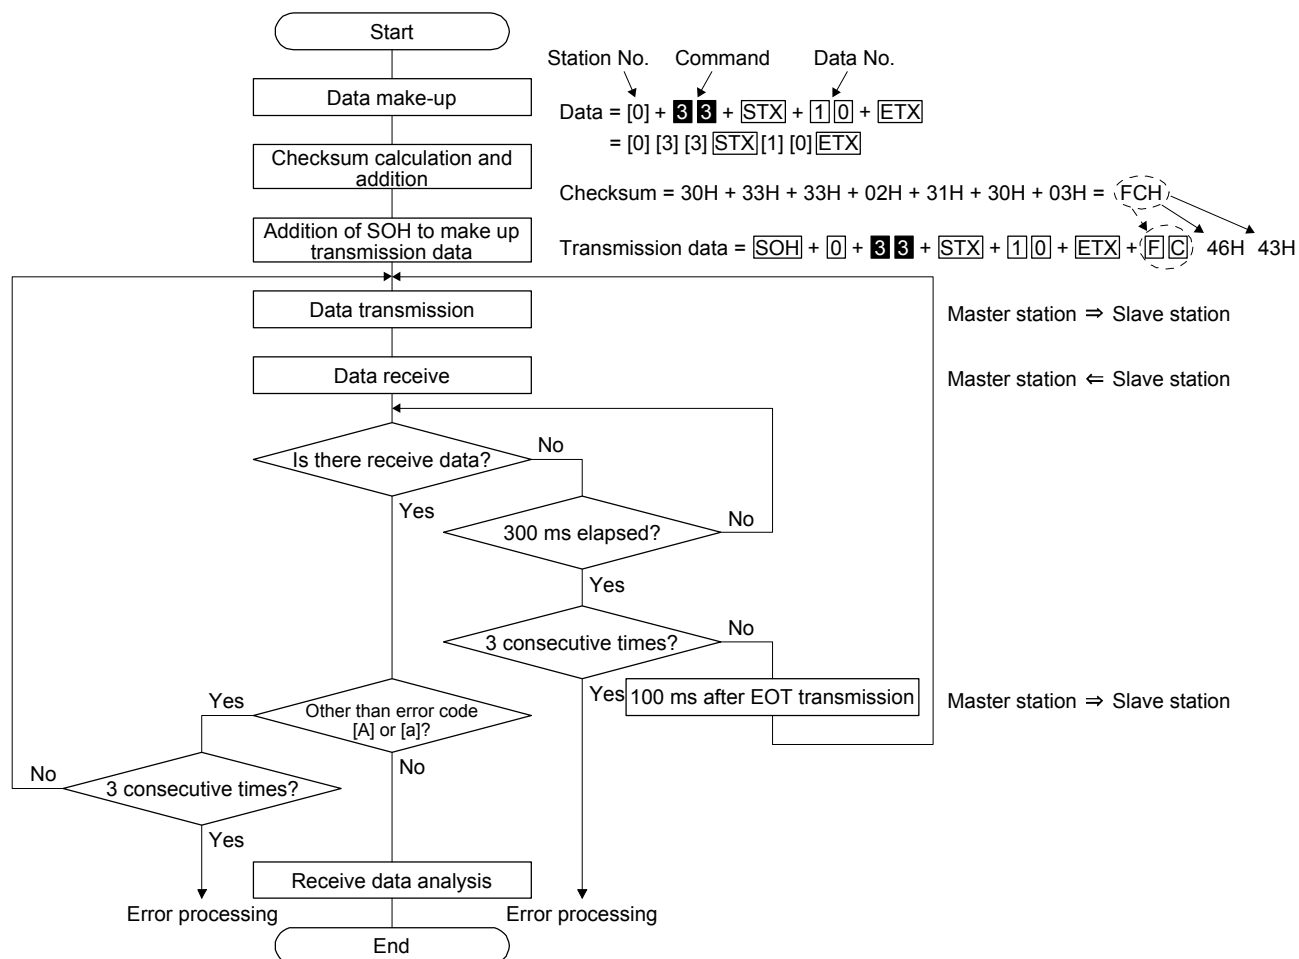 Start
Station No. Command Data No.
Data make-up
Data = [0] + 3 3 + STX + 1 0 + ETX
= [0] [3] [3] STX [1] [0] ETX
Checksum calculation and
addition
Checksum = 30H + 33H + 33H + 02H + 31H + 30H + 03H = FCH
Addition of SOH to make up
transmission data
Transmission data = SOH + 0 + 3 3 + STX + 1 0 + ETX + F C 46H 43H
Data transmission
Master station ⇒ Slave station
Data receive
Master station ⇐ Slave station
Is there receive data?
No
Yes
300 ms elapsed?
No
Yes
3 consecutive times?
No
Yes
100 ms after EOT transmission
Master station ⇒ Slave station
Other than error code
[A] or [a]?
Yes
No
3 consecutive times?
No
Yes
Receive data analysis
Error processing
Error processing
End